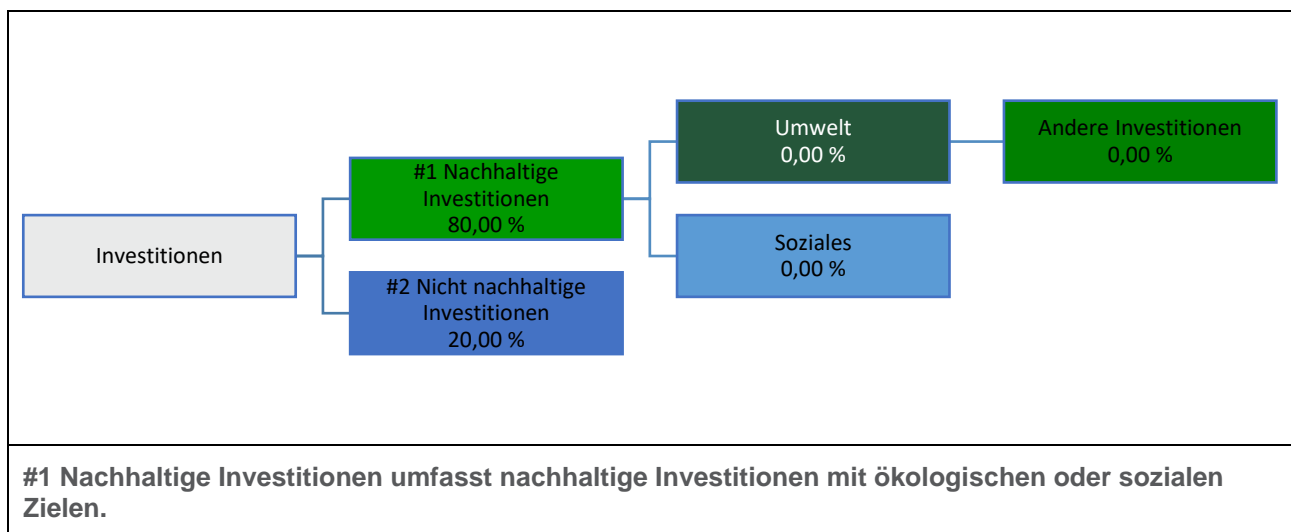 Investitionen
#1 Nachhaltige
Investitionen
80,00 %
#2 Nicht nachhaltige
Investitionen
20,00 %
Umwelt
0,00 %
Soziales
0,00 %
Andere Investitionen
0,00 %
#1 Nachhaltige Investitionen umfasst nachhaltige Investitionen mit ökologischen oder sozialen
Zielen.